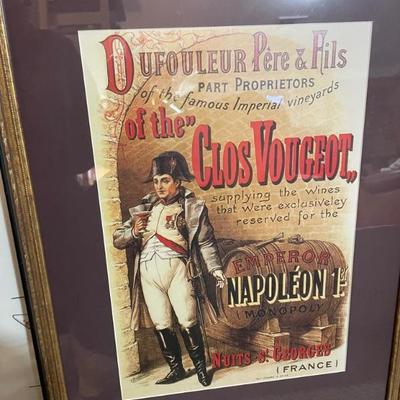 DUFOULEUR Père & Fils
PART PROPRIETORS
of the famous Imperial vineyards
of the"
CLOS VOUGEOT,,
supplying the wines
that were exclusiveley
reserved for the
EMPEROR
NAPOLÉON 1er
(MONOPOLY)
NUITS-St GEORGES
(FRANCE)